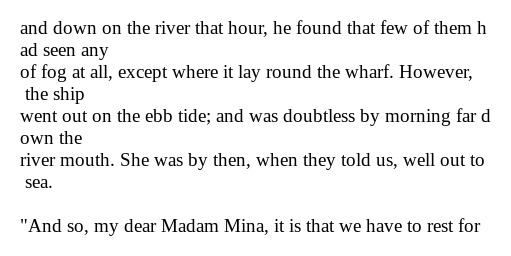 and down on the river that hour, he found that few of them h
ad seen any
of fog at all, except where it lay round the wharf. However,
the ship
went out on the ebb tide; and was doubtless by morning far d
own the
river mouth. She was by then, when they told us, well out to
sea.

"And so, my dear Madam Mina, it is that we have to rest for